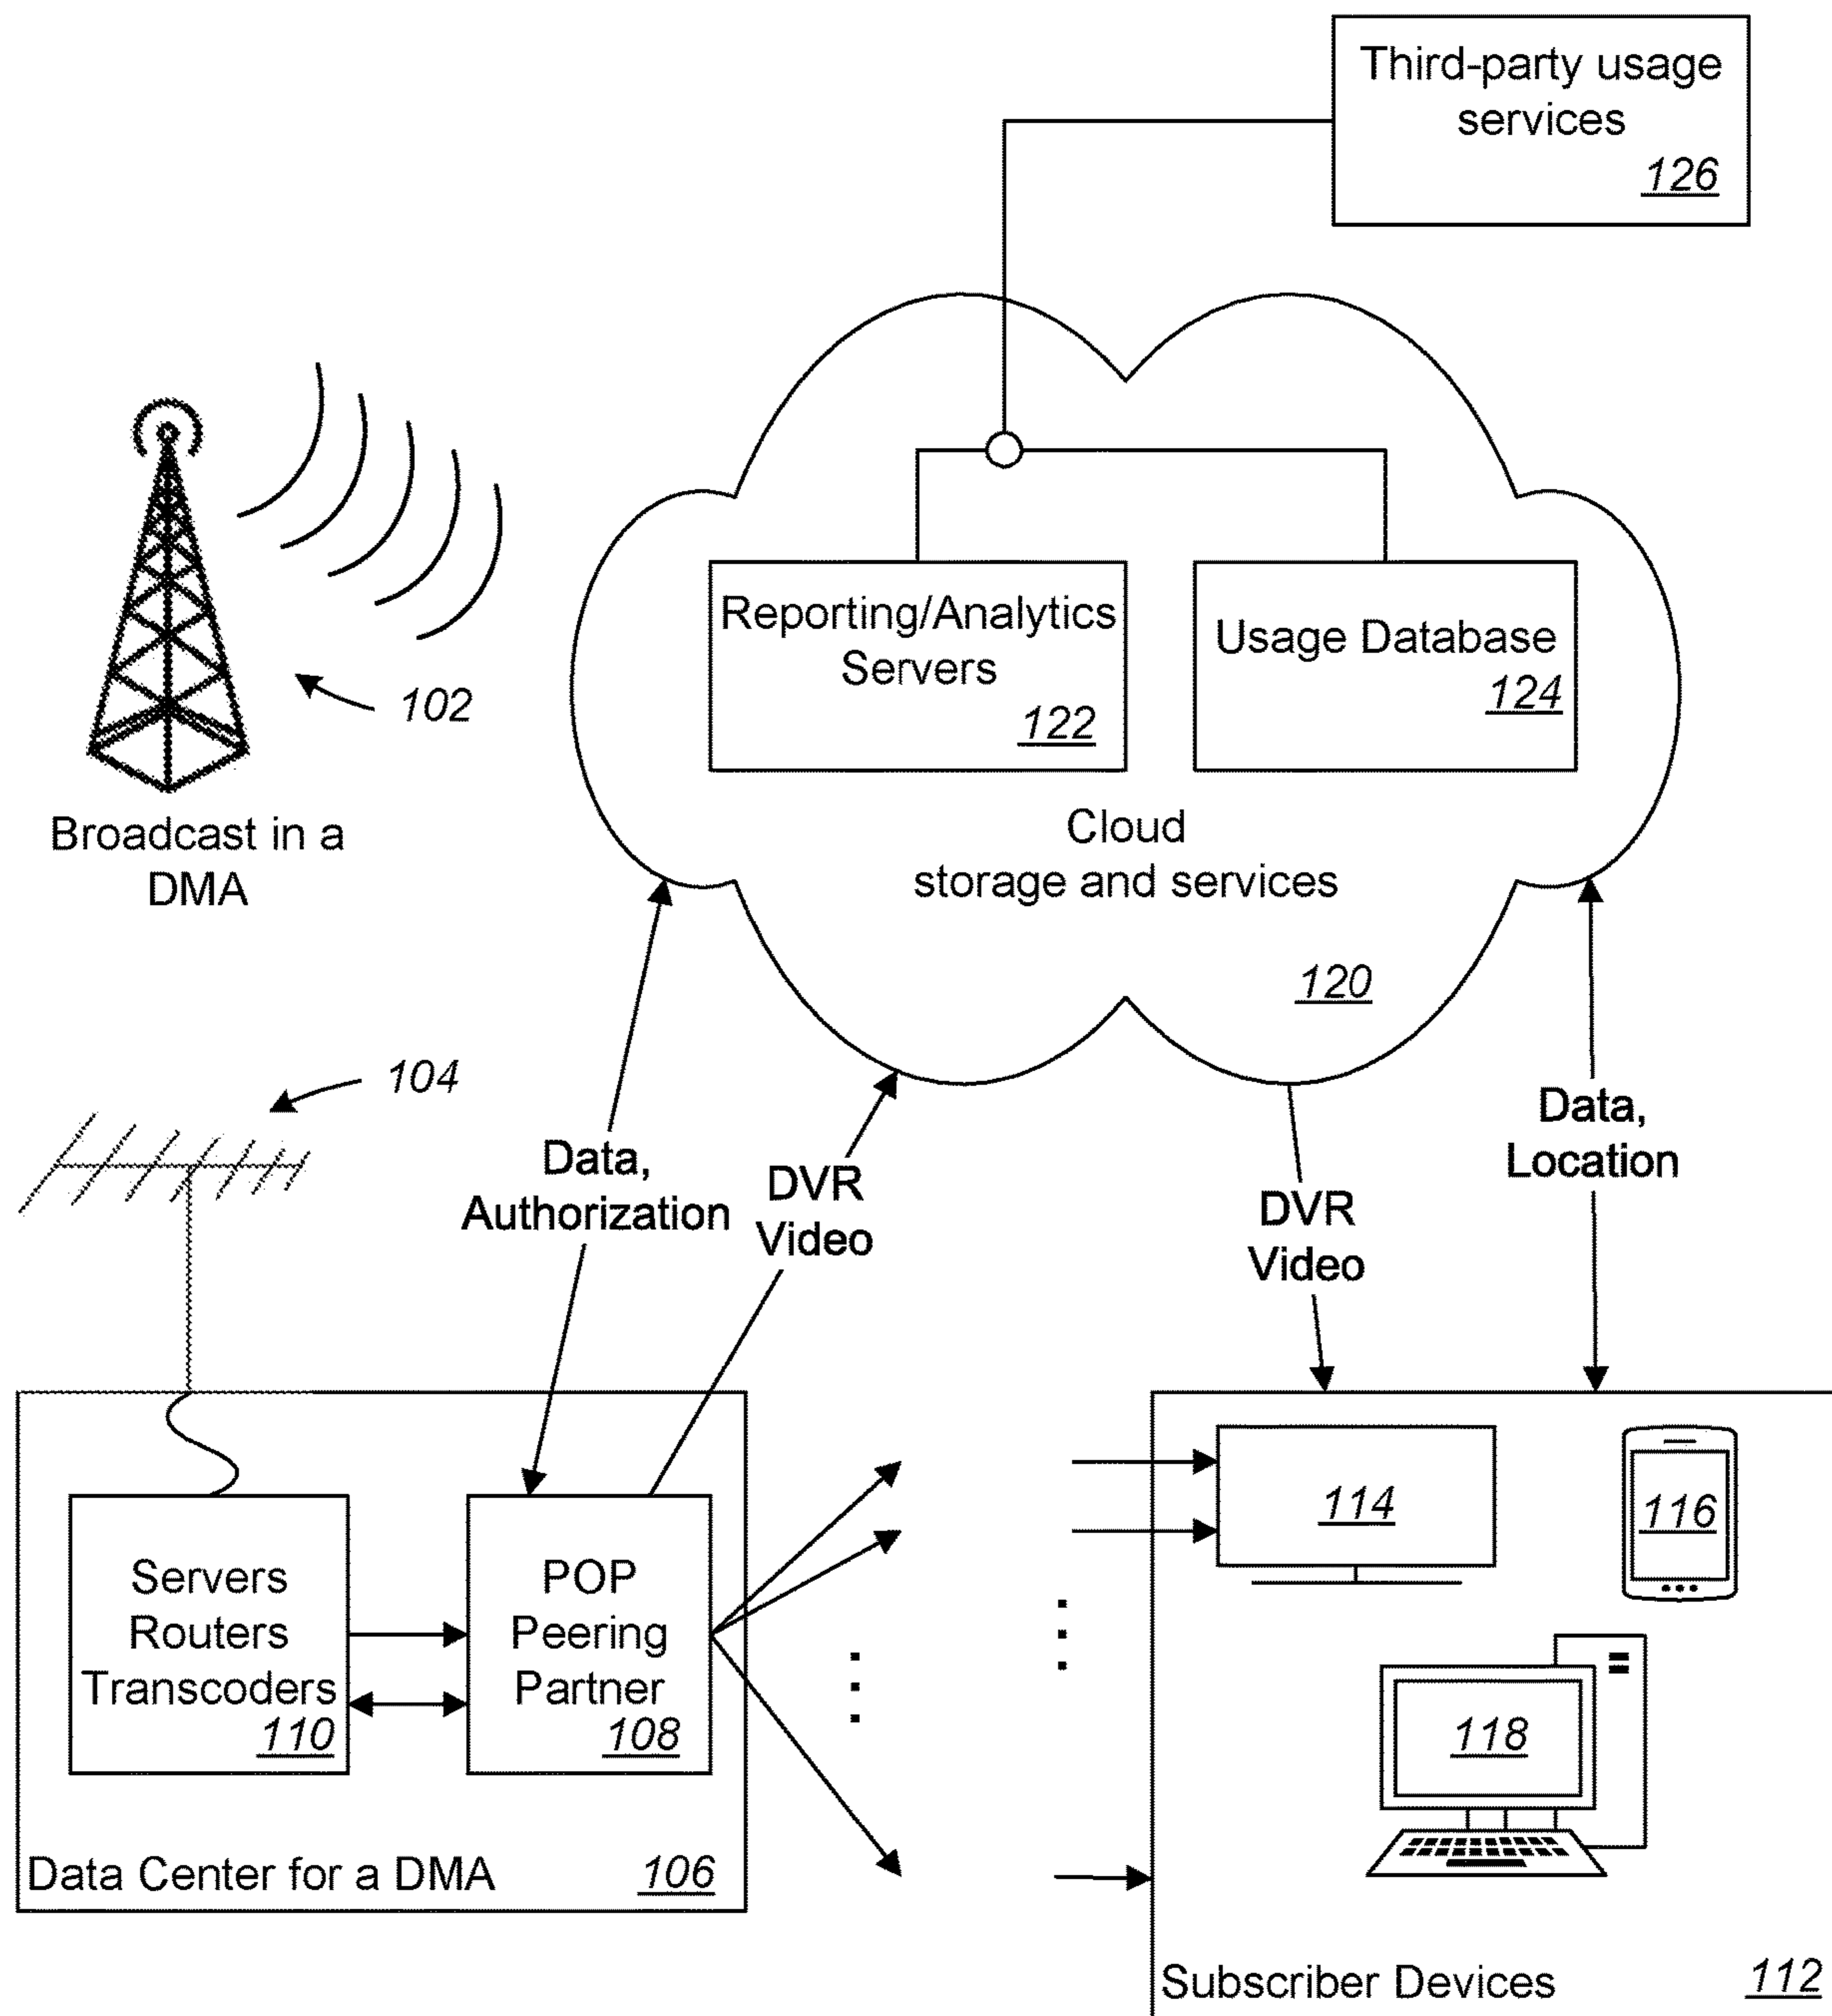 Third-party usage
services
126
Reporting/Analytics
Servers
122
Usage Database
124
102
Broadcast in a
DMA
Cloud
storage and services
120
104
Data,
Authorization
DVR
Video
DVR
Video
Data,
Location
Servers
Routers
Transcoders
110
POP
Peering
Partner
108
Data Center for a DMA
106
114
116
118
Subscriber Devices
112